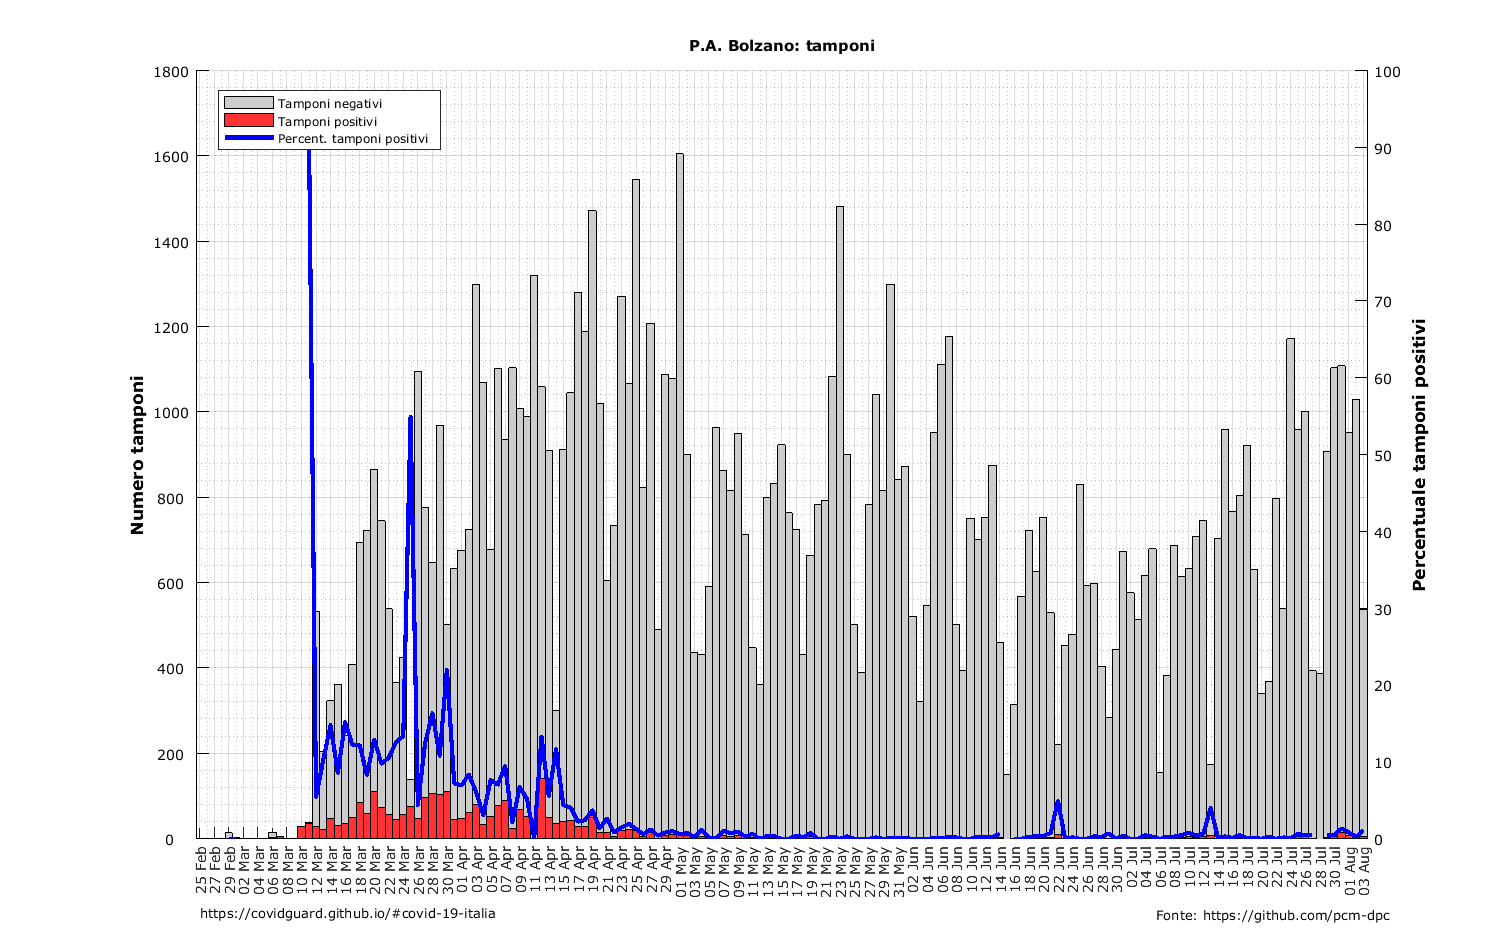 P.A. Bolzano: tamponi
Tamponi negativi
Tamponi positivi
Percent. tamponi positivi
Numero tamponi
1800
1600
1400
1200
1000
800
600
400
200
0
100
90
80
70
60
50
40
30
20
10
0
Percentuale tamponi positivi
25 Feb
27 Feb
29 Feb
02 Mar
04 Mar
06 Mar
08 Mar
10 Mar
12 Mar
14 Mar
16 Mar
18 Mar
20 Mar
22 Mar
24 Mar
26 Mar
28 Mar
30 Mar
01 Apr
03 Apr
05 Apr
07 Apr
09 Apr
11 Apr
13 Apr
15 Apr
17 Apr
19 Apr
21 Apr
23 Apr
25 Apr
27 Apr
29 Apr
01 May
03 May
05 May
07 May
09 May
11 May
13 May
15 May
17 May
19 May
21 May
23 May
25 May
27 May
29 May
31 May
02 Jun
04 Jun
06 Jun
08 Jun
10 Jun
12 Jun
14 Jun
16 Jun
18 Jun
20 Jun
22 Jun
24 Jun
26 Jun
28 Jun
30 Jun
02 Jul
04 Jul
06 Jul
08 Jul
10 Jul
12 Jul
14 Jul
16 Jul
18 Jul
20 Jul
22 Jul
24 Jul
26 Jul
28 Jul
30 Jul
01 Aug
03 Aug
https://covidguard.github.io/#covid-19-italia
Fonte: https://github.com/pcm-dpc